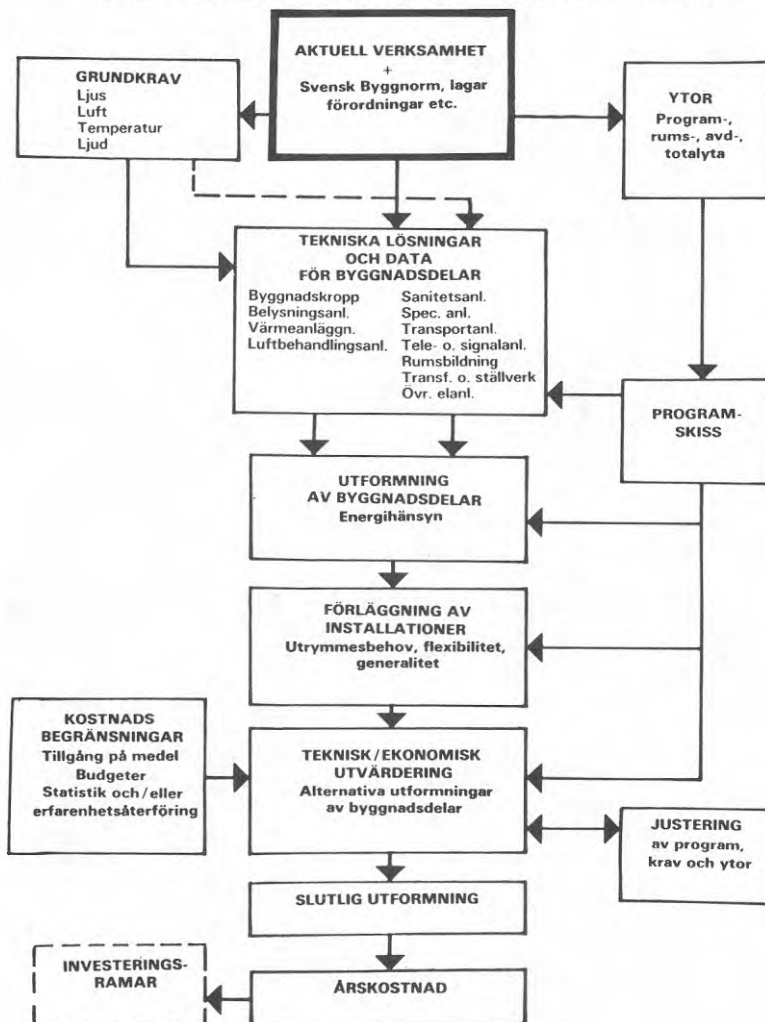 AKTUELL VERKSAMHET
+
Svensk Byggnorm, lagar
förordningar etc.
GRUNDKRAV
Ljus
Luft
Temperatur
Ljud
YTOR
Program-,
rums-, avd-,
totalyta
TEKNISKA LÖSNINGAR
OCH DATA
FÖR BYGGNADSDELAR
Byggnadskropp
Belysningsanl.
Värmeanläggn.
Luftbehandlingsanl.
Sanitetsanl.
Spec. anl.
Transportanl.
Tele- o. signalanl.
Rumsbildning
Transf. o. ställverk
Övr. elanl.
PROGRAM-
SKISS
UTFORMNING
AV BYGGNADSDELAR
Energihänsyn
FÖRLÄGGNING AV
INSTALLATIONER
Utrymmesbehov, flexibilitet,
generalitet
KOSTNADS
BEGRÄNSNINGAR
Tillgång på medel
Budgeter
Statistik och/eller
erfarenhetsåterföring
TEKNISK/EKONOMISK
UTVÄRDERING
Alternativa utformningar
av byggnadsdelar
JUSTERING
av program,
krav och ytor
SLUTLIG UTFORMNING
INVESTERINGS-
RAMAR
ÅRSKOSTNAD